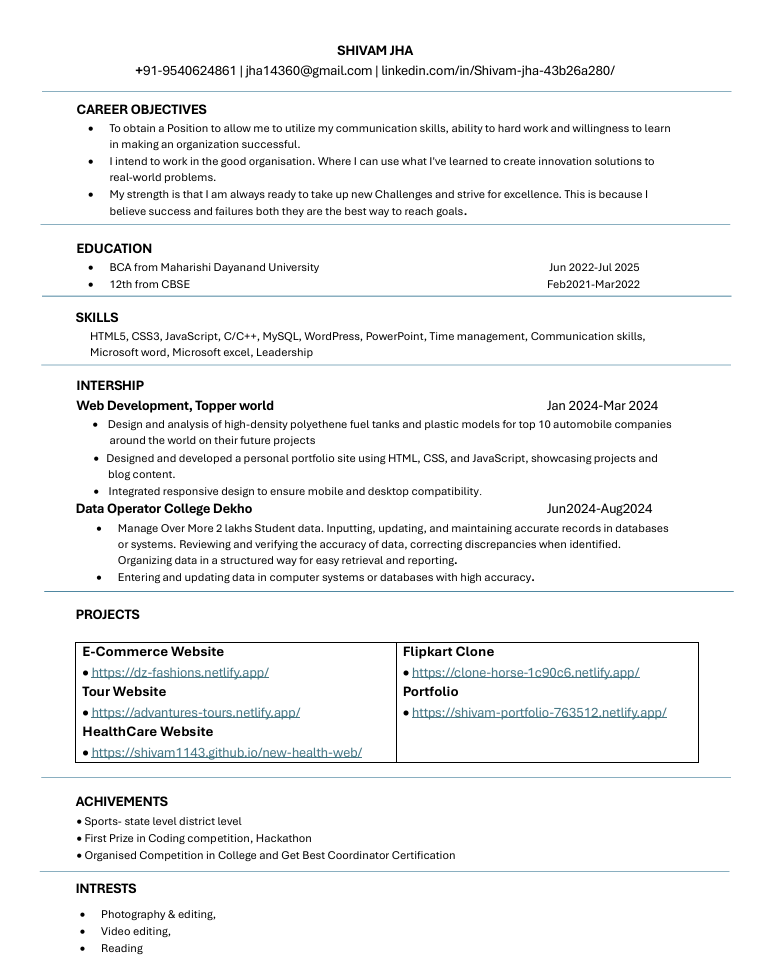 SHIVAM JHA
+91-9540624861 | jha14360@gmail.com | linkedin.com/in/Shivam-jha-43b26a280/
CAREER OBJECTIVES
• To obtain a Position to allow me to utilize my communication skills, ability to hard work and willingness to learn
in making an organization successful.
• I intend to work in the good organisation. Where I can use what I've learned to create innovation solutions to
real-world problems.
• My strength is that I am always ready to take up new Challenges and strive for excellence. This is because I
believe success and failures both they are the best way to reach goals.
EDUCATION
• BCA from Maharishi Dayanand University Jun 2022-Jul 2025
• 12th from CBSE Feb2021-Mar2022
SKILLS
HTML5, CSS3, JavaScript, C/C++, MySQL, WordPress, PowerPoint, Time management, Communication skills,
Microsoft word, Microsoft excel, Leadership
INTERSHIP
Web Development, Topper world Jan 2024-Mar 2024
• Design and analysis of high-density polyethene fuel tanks and plastic models for top 10 automobile companies
around the world on their future projects
• Designed and developed a personal portfolio site using HTML, CSS, and JavaScript, showcasing projects and
blog content.
• Integrated responsive design to ensure mobile and desktop compatibility.
Data Operator College Dekho Jun2024-Aug2024
• Manage Over More 2 lakhs Student data. Inputting, updating, and maintaining accurate records in databases
or systems. Reviewing and verifying the accuracy of data, correcting discrepancies when identified.
Organizing data in a structured way for easy retrieval and reporting.
• Entering and updating data in computer systems or databases with high accuracy.
PROJECTS
E-Commerce Website
• https://dz-fashions.netlify.app/
Tour Website
• https://advantures-tours.netlify.app/
HealthCare Website
• https://shivam1143.github.io/new-health-web/
Flipkart Clone
• https://clone-horse-1c90c6.netlify.app/
Portfolio
• https://shivam-portfolio-763512.netlify.app/
ACHIVEMENTS
• Sports- state level district level
• First Prize in Coding competition, Hackathon
• Organised Competition in College and Get Best Coordinator Certification
INTRESTS
• Photography & editing,
• Video editing,
• Reading